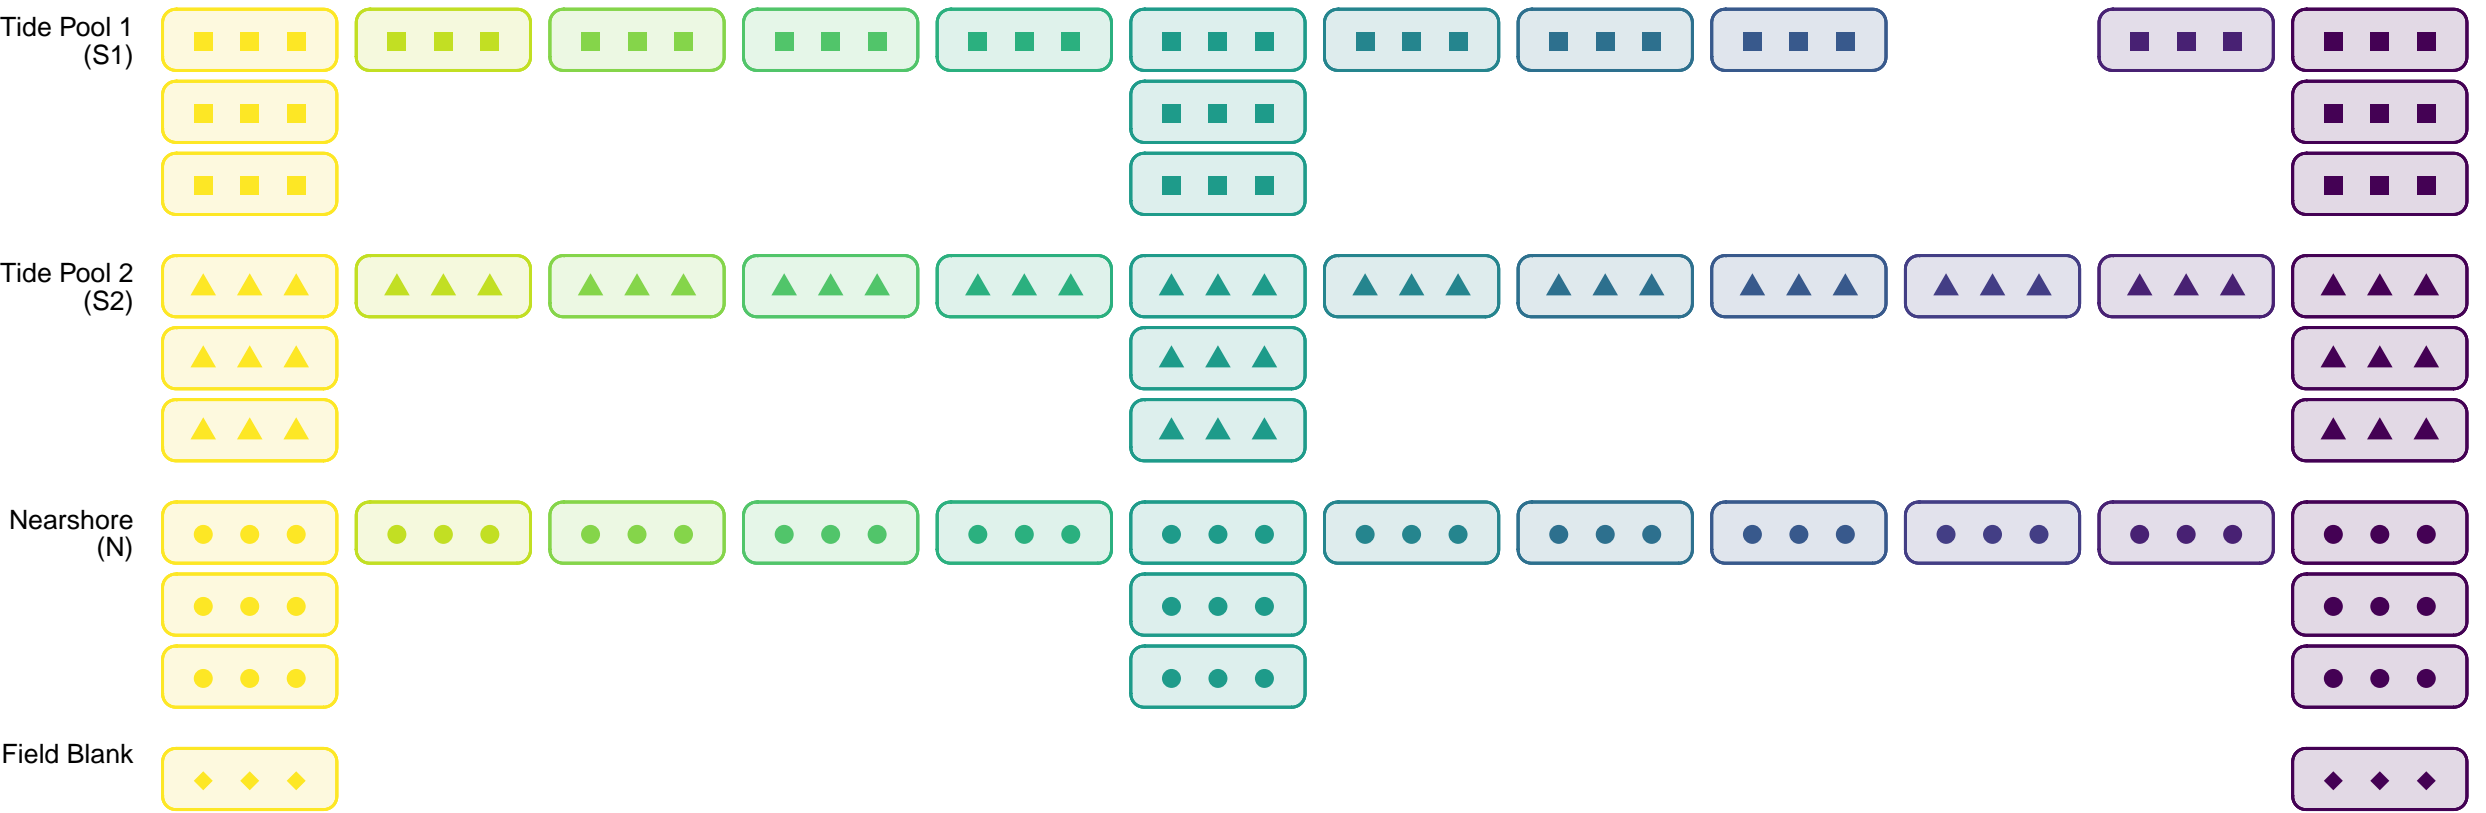 Tide Pool 1
(S1)
Tide Pool 2
(S2)
Nearshore
(N)
Field Blank